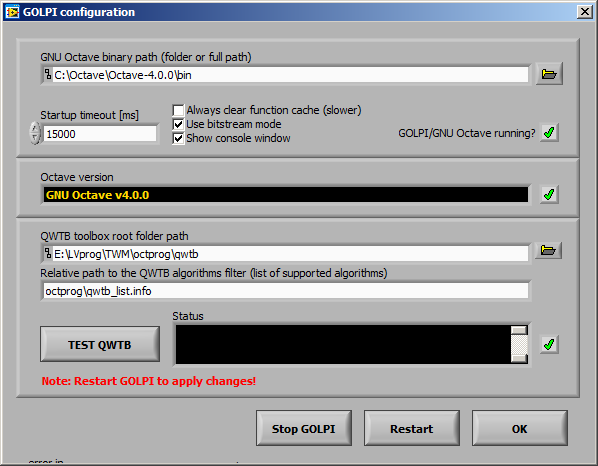 GOLPI configuration
GNU Octave binary path (folder or full path)
C:\Octave\Octave-4.0.0\bin
Startup timeout [ms]
15000
Always clear function cache (slower)
Use bitstream mode
Show console window
GOLPI/GNU Octave running?
Octave version
GNU Octave v4.0.0
QWTB toolbox root folder path
E:\LVprog\TWM\octprog\qwtb
Relative path to the QWTB algorithms filter (list of supported algorithms)
octprog\qwtb_list.info
Status
TEST QWTB
Note: Restart GOLPI to apply changes!
Stop GOLPI
Restart
OK
error in